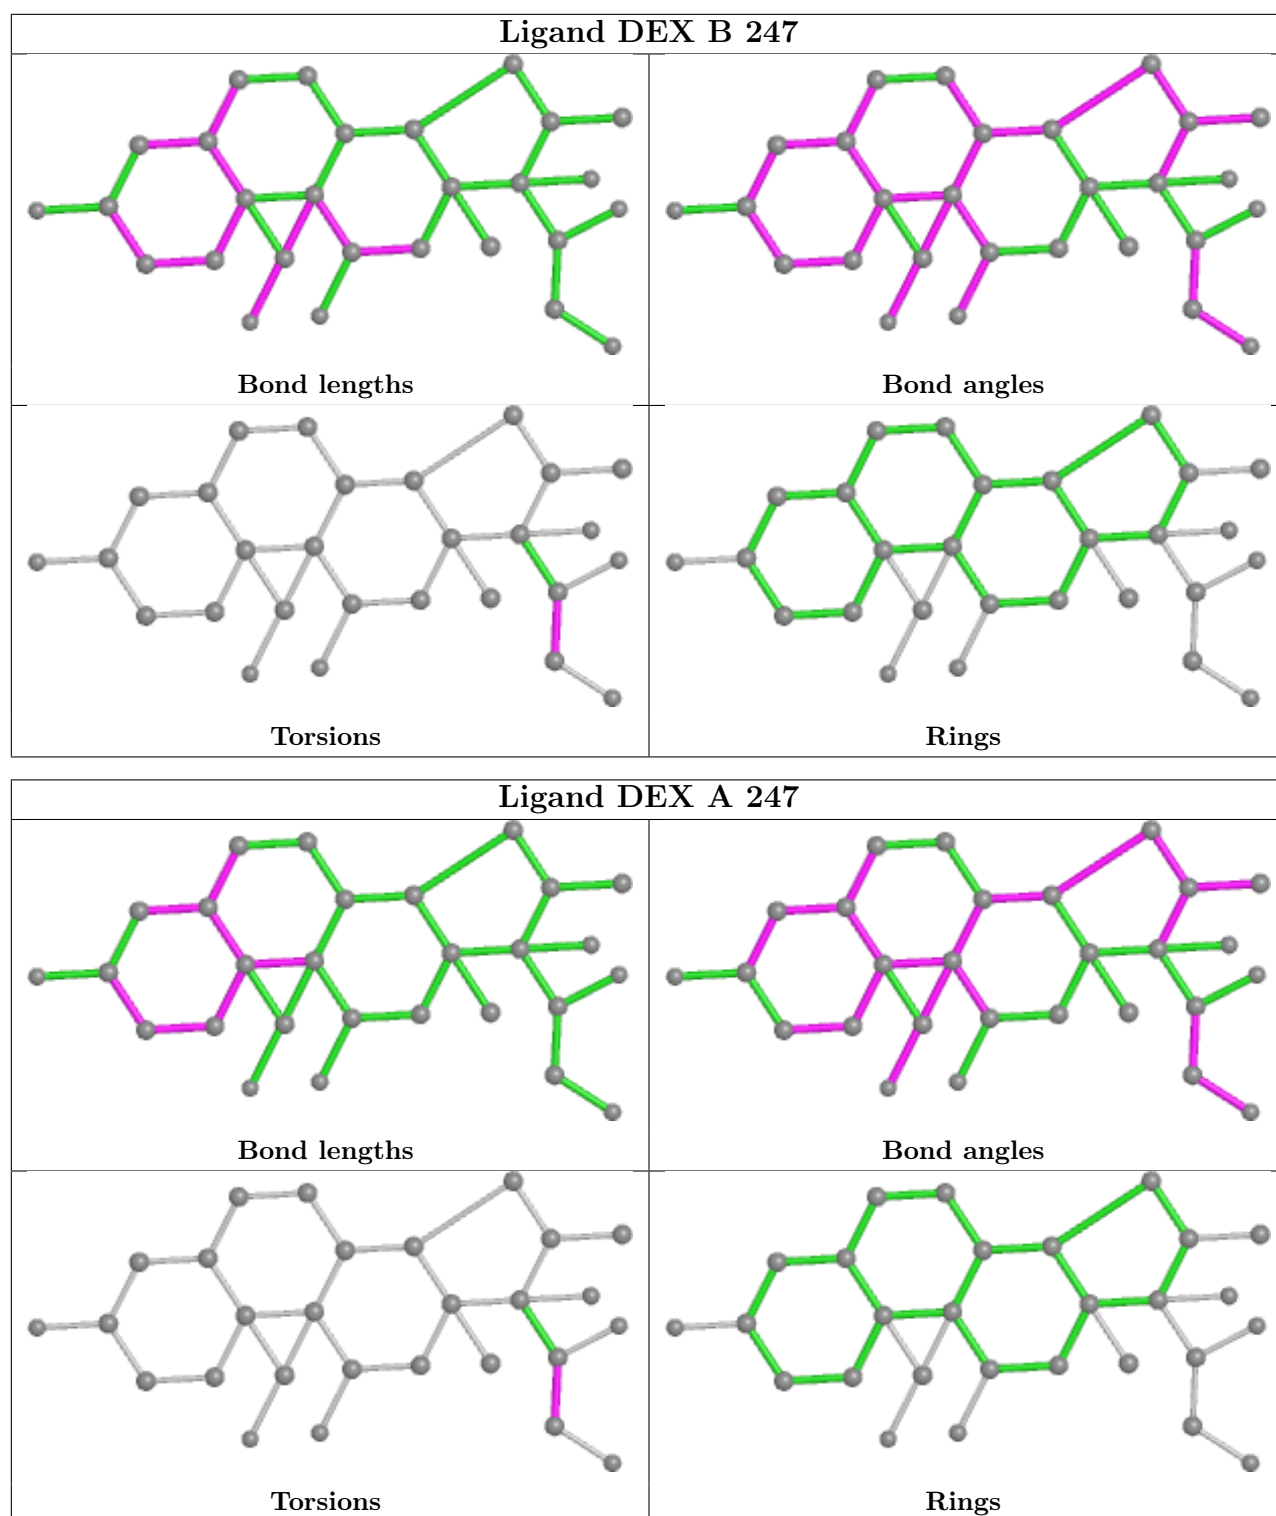 Ligand DEX B 247
Bond lengths
Bond angles
Torsions
Rings
Ligand DEX A 247
Bond lengths
Bond angles
Torsions
Rings